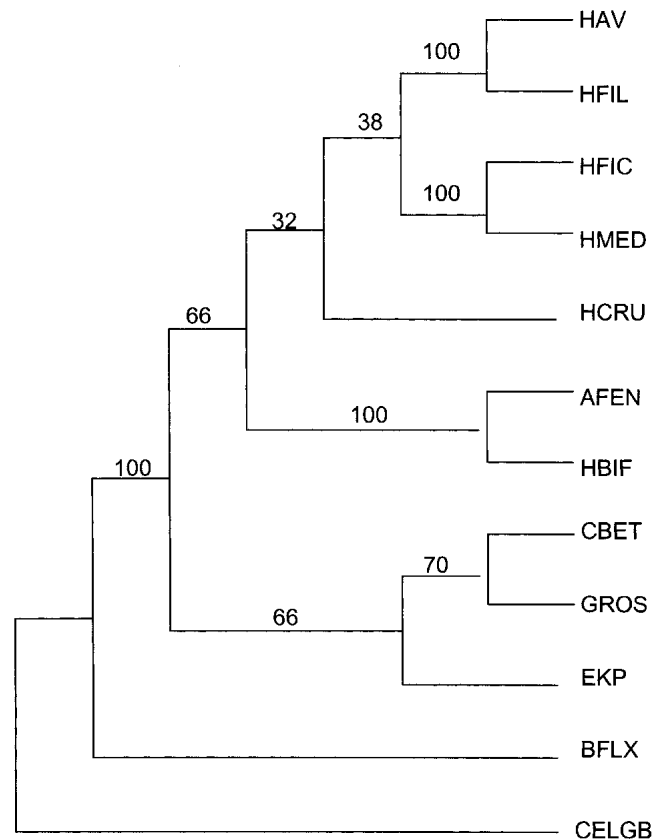 HAV
100
HFIL
38
HFIC
100
HMED
32
HCRU
66
AFEN
100
HBIF
100
CBET
70
GROS
66
EKP
BFLX
CELGB